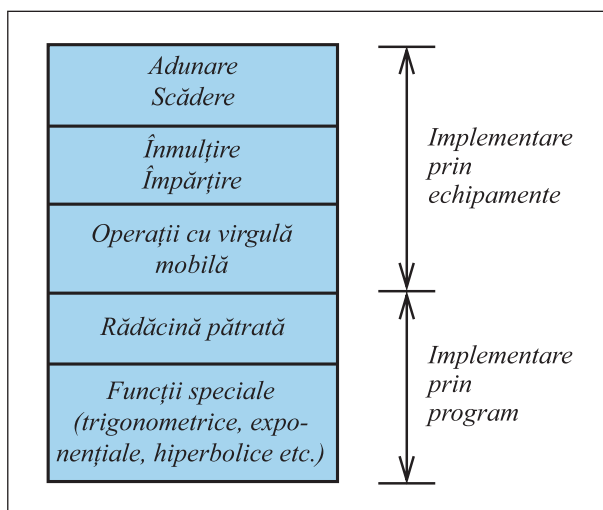 Adunare
Scădere
Înmulțire
Împărțire
Operații cu virgulă
mobilă
Rădăcină pătrată
Funcții speciale
(trigonometrice, expo-
nențiale, hiperbolice etc.)
Implementare
prin
echipamente
Implementare
prin
program